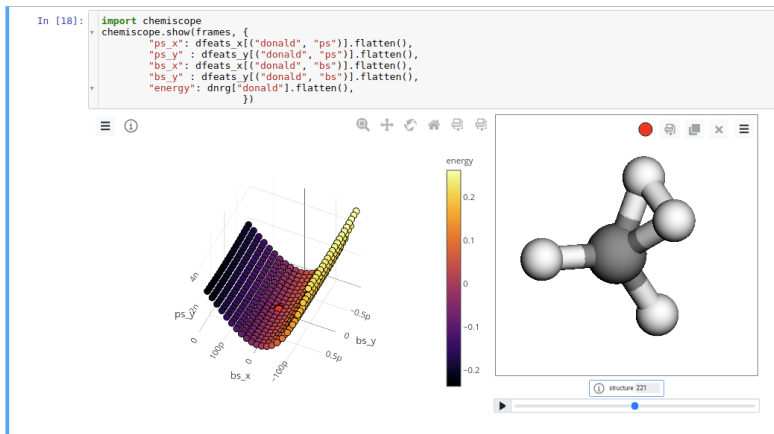 In [18]:
import chemiscope
chemiscope.show(frames, {
"ps_x": dfeats_x[("donald", "ps")].flatten(),
"ps_y" : dfeats_y[("donald", "ps")].flatten(),
"bs_x": dfeats_x[("donald", "bs")].flatten(),
"bs_y" : dfeats_y[("donald", "bs")].flatten(),
"energy": dnrg["donald"].flatten(),
})
energy
0.2
0.1
0
−0.1
−0.2
4n
2n
0
100p
0
−100p
bs_x
−0.5p
0
0.5p
bs_y
structure 221